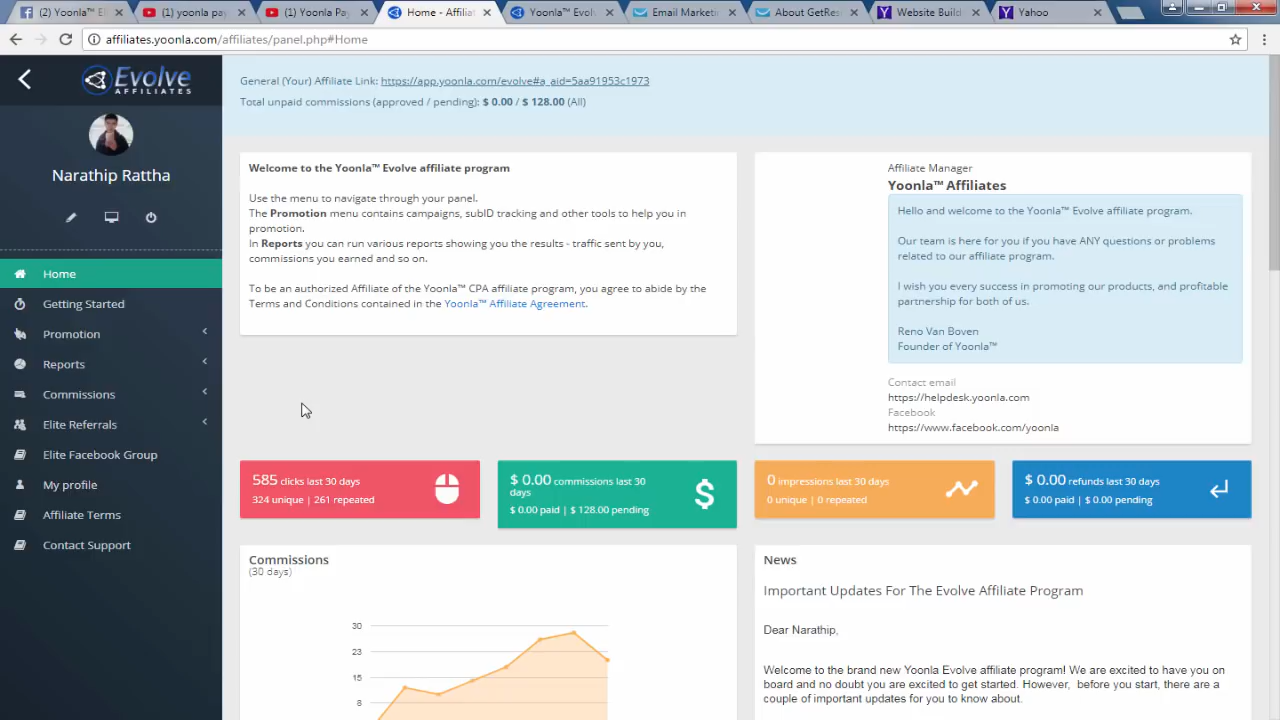 (2) Yoonla™ Eli
(1) yoonla pay
(1) Yoonla Pay
Home - Affiliat
Yoonla™ Evolv
Email Marketi
About GetRes
Website Build
Yahoo
affiliates.yoonla.com/affiliates/panel.php#Home
Evolve
AFFILIATES
Narathip Rattha
Home
Getting Started
Promotion
Reports
Commissions
Elite Referrals
Elite Facebook Group
My profile
Affiliate Terms
Contact Support
General (Your) Affiliate Link: https://app.yoonla.com/evolve#a_aid=5aa91953c1973
Total unpaid commissions (approved / pending): $ 0.00 / $ 128.00 (All)
Welcome to the Yoonla™ Evolve affiliate program
Use the menu to navigate through your panel.
The Promotion menu contains campaigns, subID tracking and other tools to help you in
promotion.
In Reports you can run various reports showing you the results - traffic sent by you,
commissions you earned and so on.
To be an authorized Affiliate of the Yoonla™ CPA affiliate program, you agree to abide by the
Terms and Conditions contained in the Yoonla™ Affiliate Agreement.
Affiliate Manager
Yoonla™ Affiliates
Hello and welcome to the Yoonla™ Evolve affiliate program.
Our team is here for you if you have ANY questions or problems
related to our affiliate program.
I wish you every success in promoting our products, and profitable
partnership for both of us.
Reno Van Boven
Founder of Yoonla™
Contact email
https://helpdesk.yoonla.com
Facebook
https://www.facebook.com/yoonla
585 clicks last 30 days
324 unique | 261 repeated
$ 0.00 commissions last 30
days
$ 0.00 paid | $ 128.00 pending
0 impressions last 30 days
0 unique | 0 repeated
$ 0.00 refunds last 30 days
$ 0.00 paid | $ 0.00 pending
Commissions
(30 days)
30
23
15
8
News
Important Updates For The Evolve Affiliate Program
Dear Narathip,
Welcome to the brand new Yoonla Evolve affiliate program! We are excited to have you on
board and no doubt you are excited to get started. However, before you start, there are a
couple of important updates for you to know about.